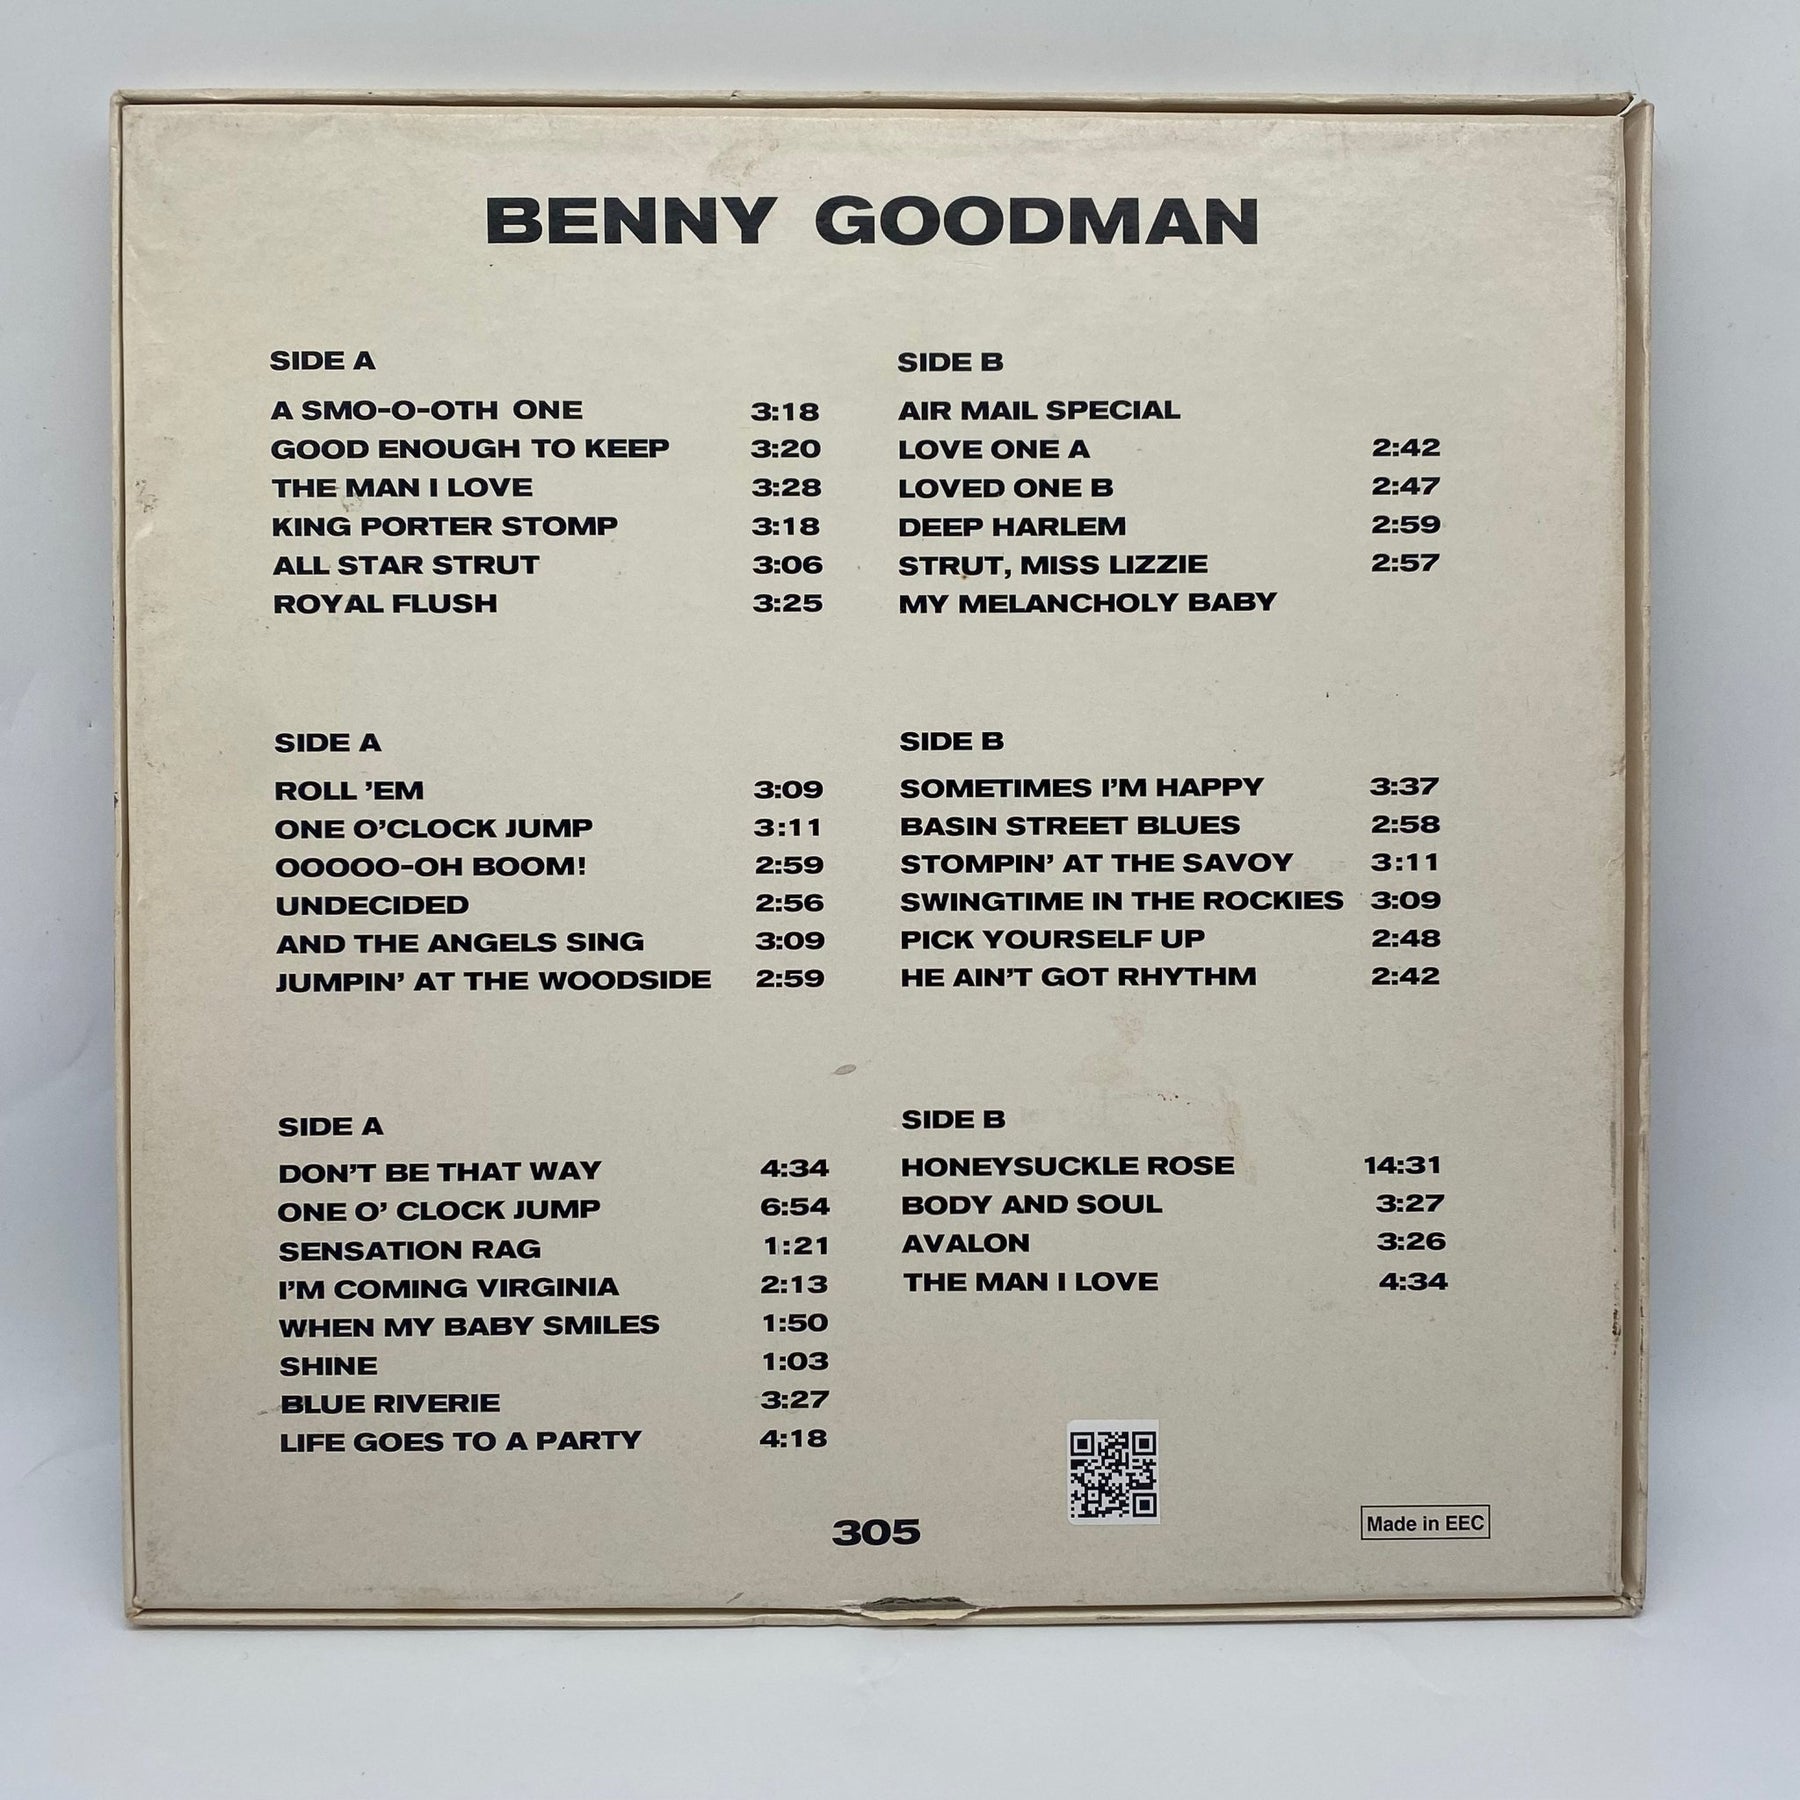 BENNY GOODMAN
SIDE A
A SMO-O-OTH ONE 3:18
GOOD ENOUGH TO KEEP 3:20
THE MAN I LOVE 3:28
KING PORTER STOMP 3:18
ALL STAR STRUT 3:06
ROYAL FLUSH 3:25
SIDE B
AIR MAIL SPECIAL
LOVE ONE A 2:42
LOVED ONE B 2:47
DEEP HARLEM 2:59
STRUT, MISS LIZZIE 2:57
MY MELANCHOLY BABY
SIDE A
ROLL ’EM 3:09
ONE O’CLOCK JUMP 3:11
OOOOO-OH BOOM! 2:59
UNDECIDED 2:56
AND THE ANGELS SING 3:09
JUMPIN’ AT THE WOODSIDE 2:59
SIDE B
SOMETIMES I’M HAPPY 3:37
BASIN STREET BLUES 2:58
STOMPIN’ AT THE SAVOY 3:11
SWINGTIME IN THE ROCKIES 3:09
PICK YOURSELF UP 2:48
HE AIN’T GOT RHYTHM 2:42
SIDE A
DON’T BE THAT WAY 4:34
ONE O’ CLOCK JUMP 6:54
SENSATION RAG 1:21
I’M COMING VIRGINIA 2:13
WHEN MY BABY SMILES 1:50
SHINE 1:03
BLUE RIVERIE 3:27
LIFE GOES TO A PARTY 4:18
SIDE B
HONEYSUCKLE ROSE 14:31
BODY AND SOUL 3:27
AVALON 3:26
THE MAN I LOVE 4:34
305
Made in EEC